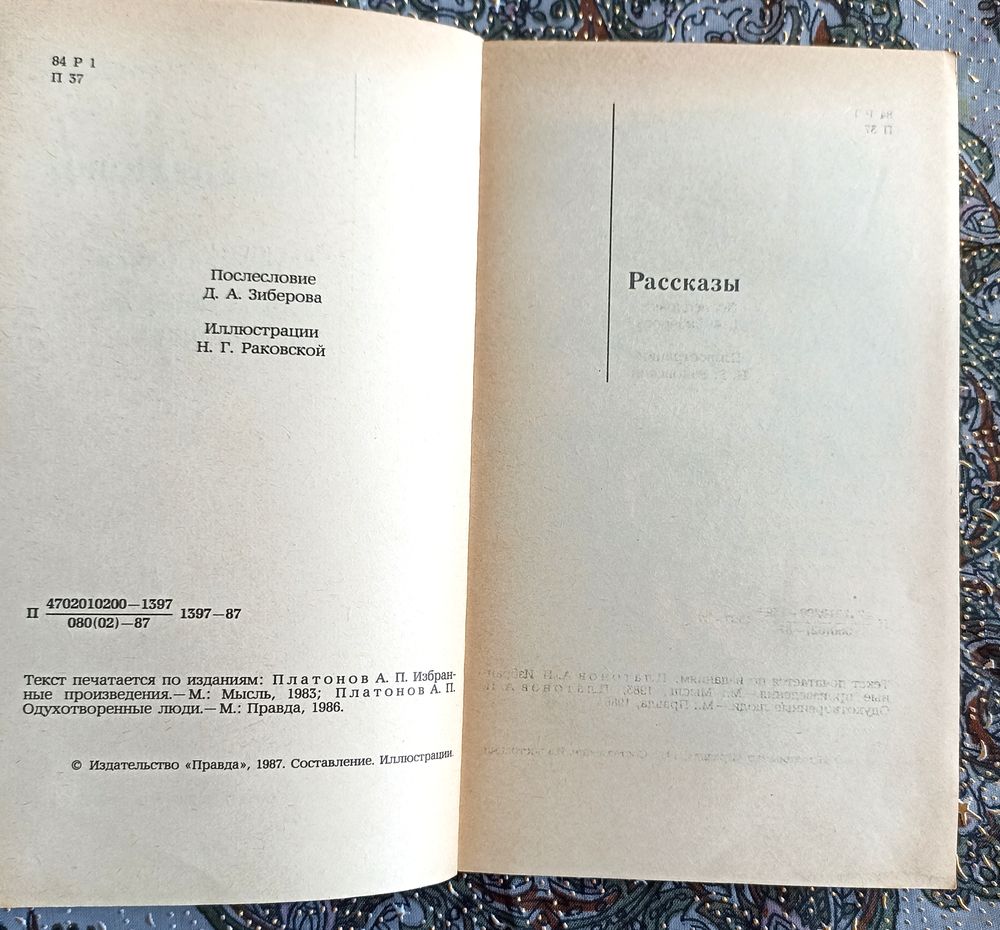 84 Р 1
П 37
Послесловие
Д. А. Зиберова
Иллюстрации
Н. Г. Раковской
П 4702010200—1397 1397—87
080(02)—87
Текст печатается по изданиям: Платонов А. П. Избран-
ные произведения.—М.: Мысль, 1983; Платонов А. П.
Одухотворенные люди.—М.: Правда, 1986.
© Издательство «Правда», 1987. Составление. Иллюстрации.
Рассказы